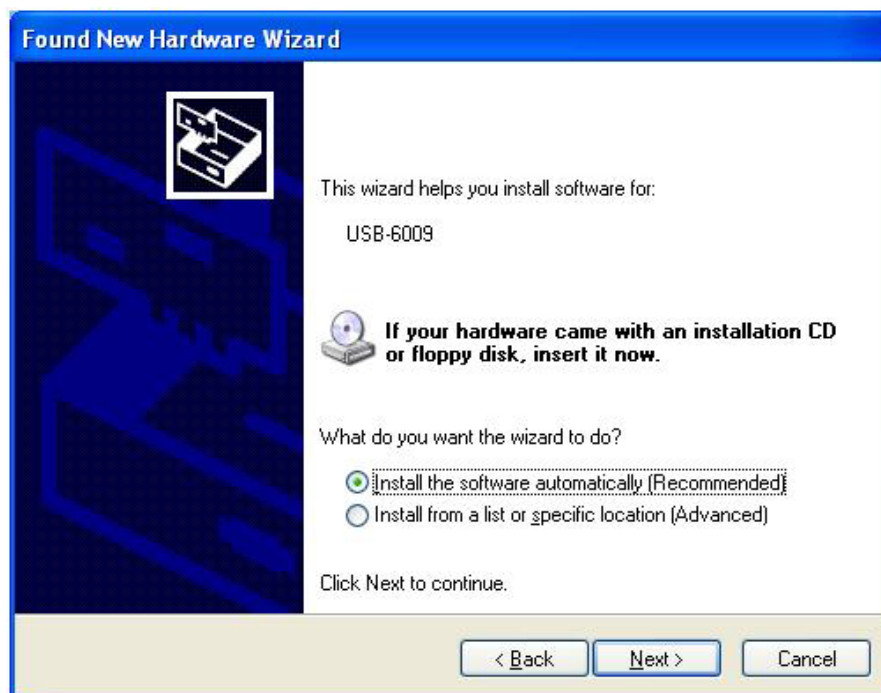 Found New Hardware Wizard
This wizard helps you install software for:
USB-6009
If your hardware came with an installation CD
or floppy disk, insert it now.
What do you want the wizard to do?
Install the software automatically (Recommended)
Install from a list or specific location (Advanced)
Click Next to continue.
< Back
Next >
Cancel